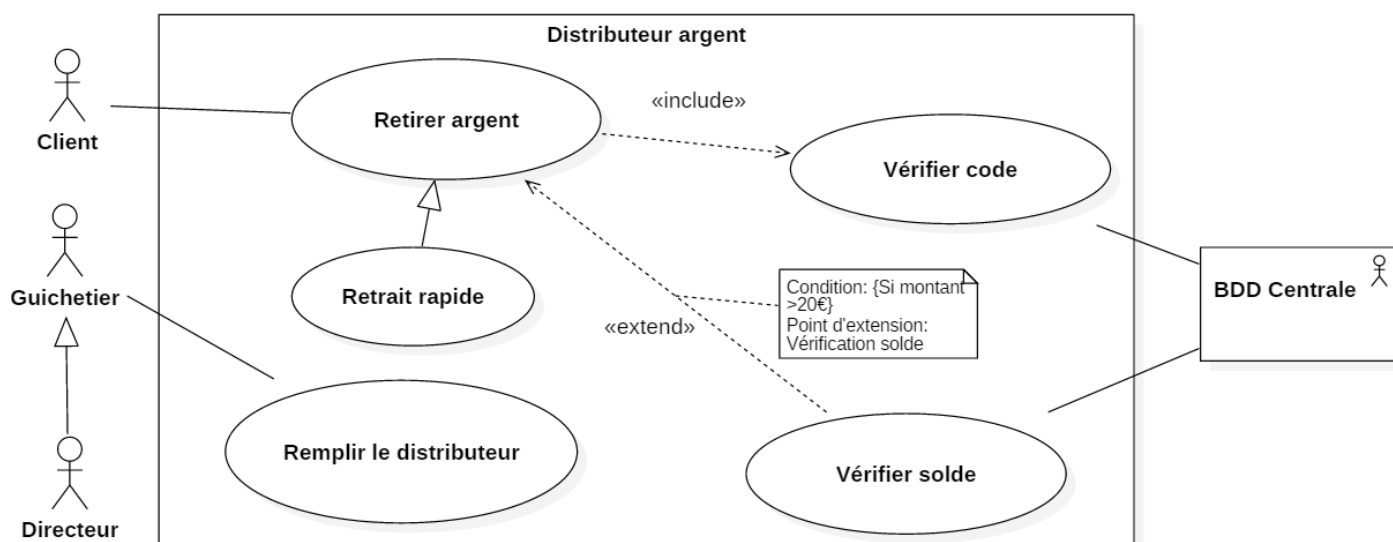 Distributeur argent
Client
Retirer argent
«include»
Vérifier code
Guichetier
Retrait rapide
«extend»
Condition: {Si montant
>20€}
Point d'extension:
Vérification solde
BDD Centrale
Remplir le distributeur
Vérifier solde
Directeur